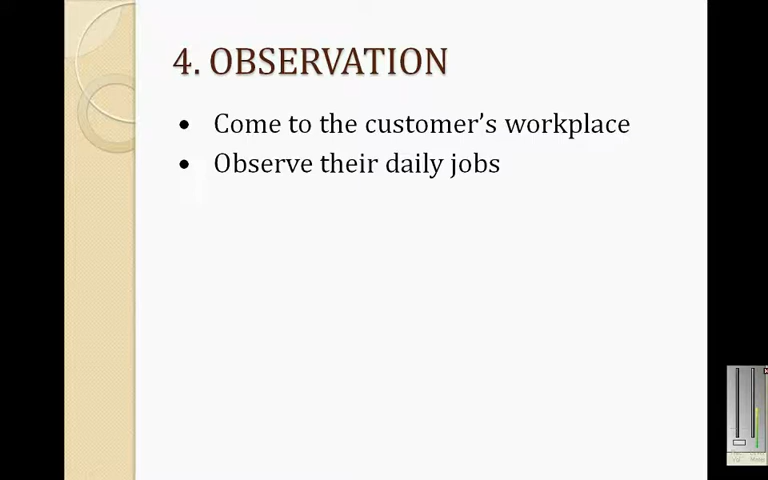 4. OBSERVATION
• Come to the customer's workplace
• Observe their daily jobs